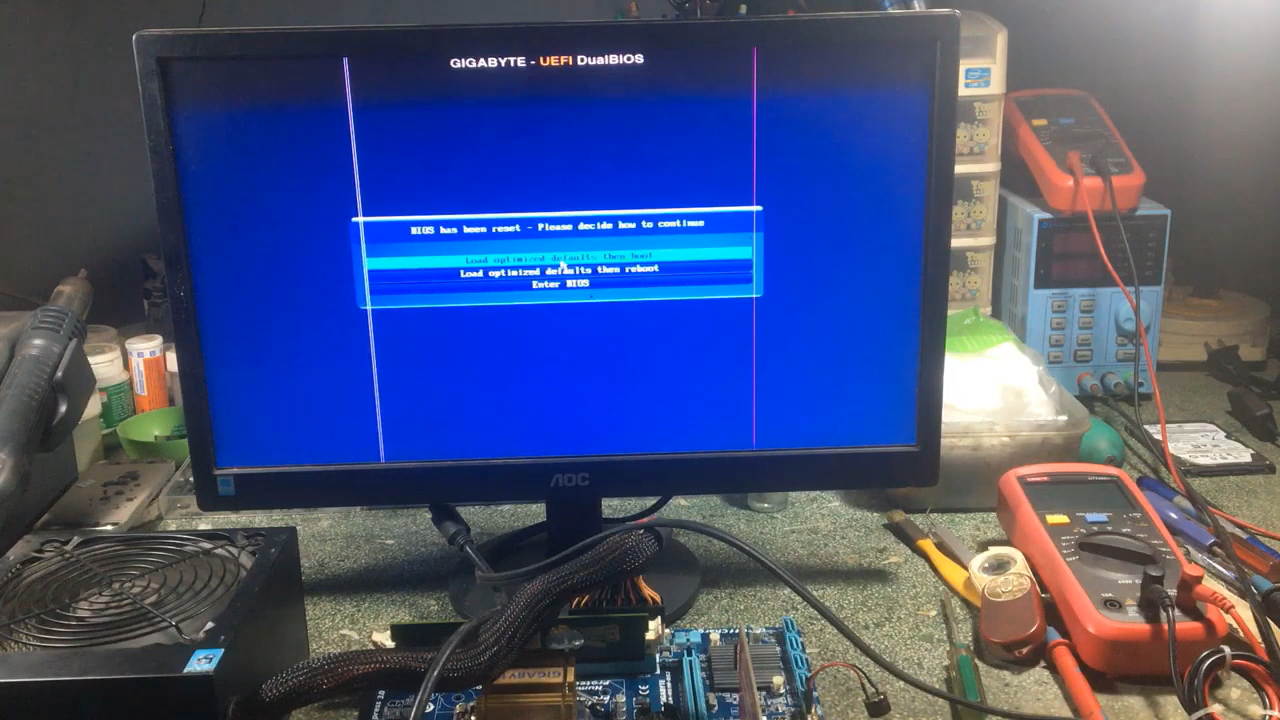 GIGABYTE - UEFI DualBIOS
BIOS has been reset - Please decide how to continue
Load optimized defaults then boot
Load optimized defaults then reboot
Enter BIOS
AOC
GIGABYTE